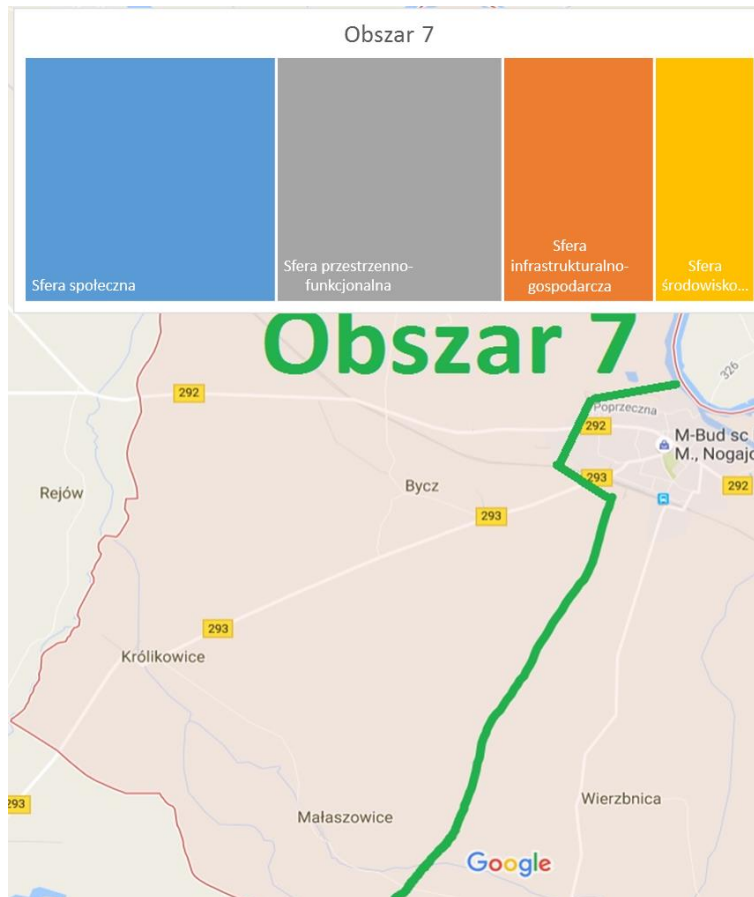 Obszar 7
Sfera społeczna
Sfera przestrzenno-
funkcjonalna
Sfera
infrastrukturalno-
gospodarcza
Sfera
środowisko...
Obszar 7
326
292
Poprzeczna
292
M-Bud sc
M., Nogajc
Rejów
Bycz
293
292
293
293
Królikowice
293
Wierzbnica
Małaszowice
Google